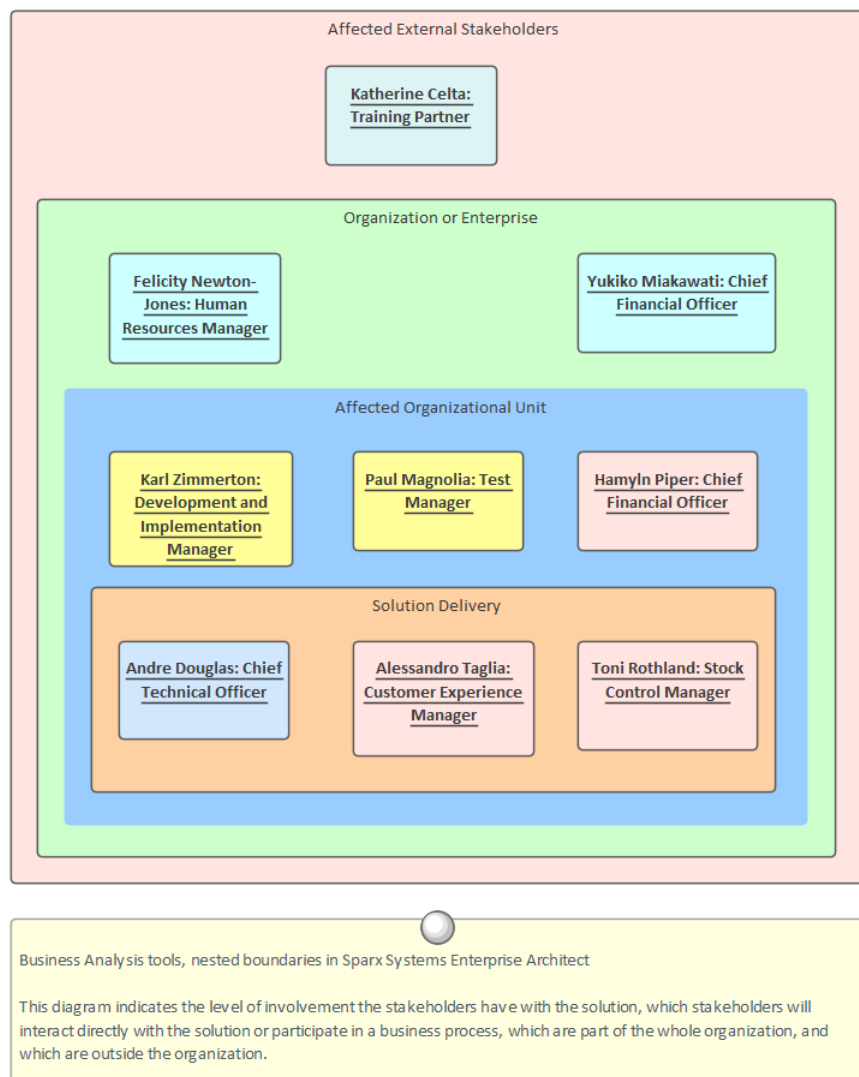 Affected External Stakeholders
Katherine Celta:
Training Partner
Organization or Enterprise
Felicity Newton-
Jones: Human
Resources Manager
Yukiko Miakawati: Chief
Financial Officer
Affected Organizational Unit
Karl Zimmerton:
Development and
Implementation
Manager
Paul Magnolia: Test
Manager
Hamyln Piper: Chief
Financial Officer
Solution Delivery
Andre Douglas: Chief
Technical Officer
Alessandro Taglia:
Customer Experience
Manager
Toni Rothland: Stock
Control Manager
Business Analysis tools, nested boundaries in Sparx Systems Enterprise Architect
This diagram indicates the level of involvement the stakeholders have with the solution, which stakeholders will
interact directly with the solution or participate in a business process, which are part of the whole organization, and
which are outside the organization.